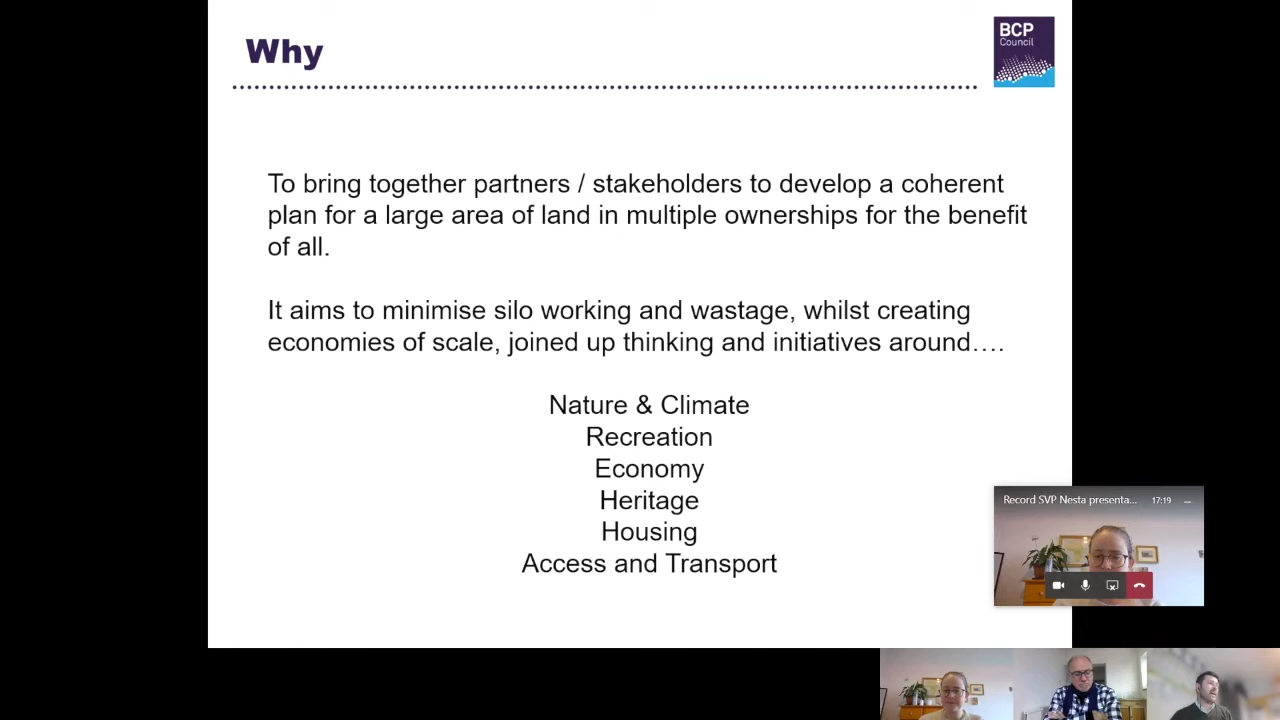 Why
BCP
Council
To bring together partners / stakeholders to develop a coherent
plan for a large area of land in multiple ownerships for the benefit
of all.
It aims to minimise silo working and wastage, whilst creating
economies of scale, joined up thinking and initiatives around….
Nature & Climate
Recreation
Economy
Heritage
Housing
Access and Transport
Record SVP Nesta presenta... 17:19